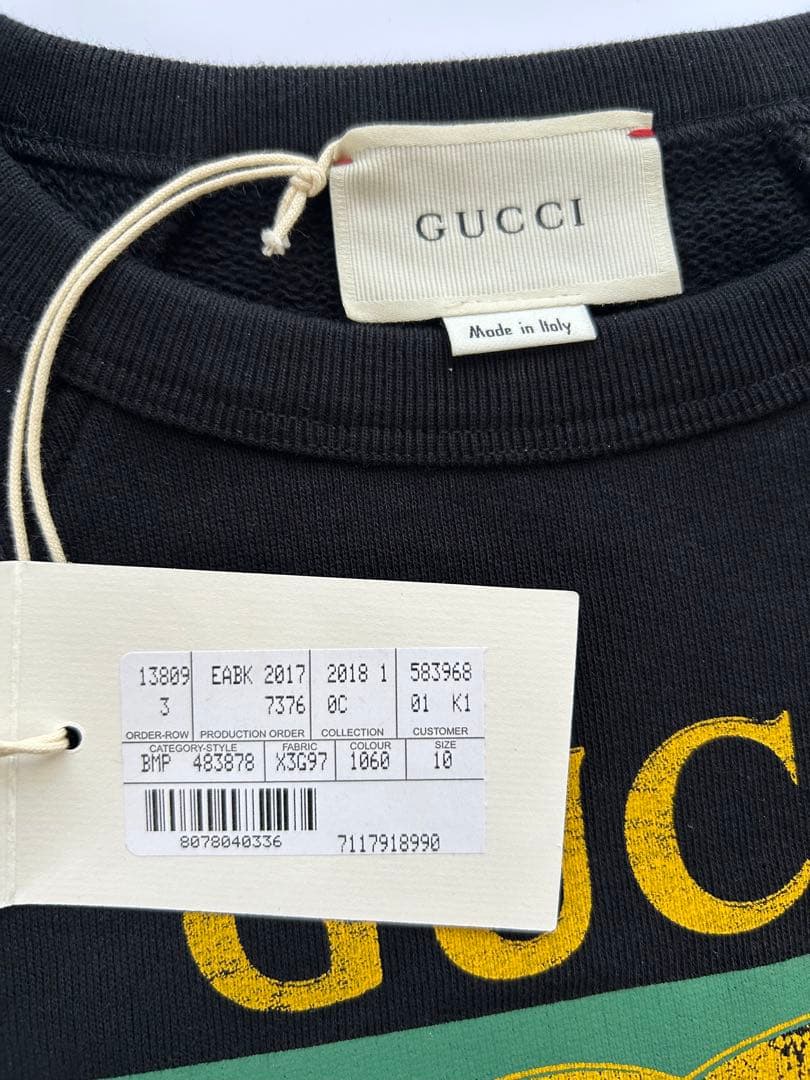 GUCCI
Made in Italy
13809 EABK 2017 2018 1 583968
3 7376 0C 01 K1
ORDER-ROW PRODUCTION ORDER COLLECTION CUSTOMER
CATEGORY-STYLE FABRIC COLOUR SIZE
BMP 483878 X3G97 1060 10
8078040336 7117918990
GUC